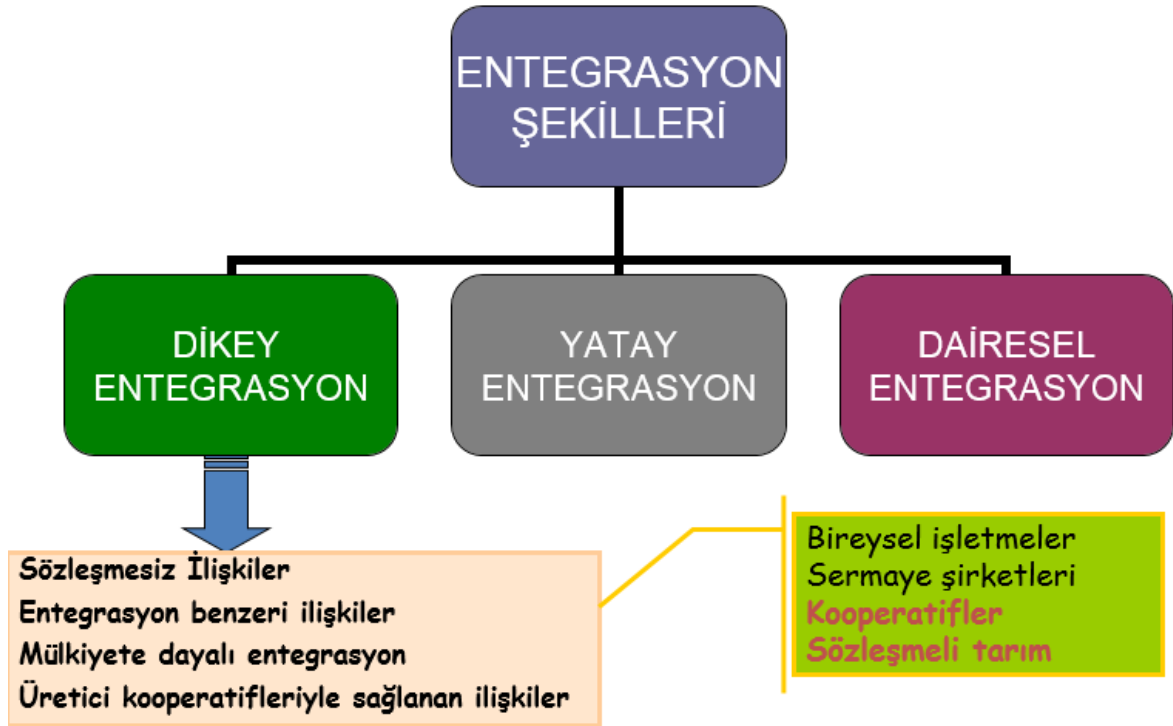 ENTEGRASYON
ŞEKİLLERİ
DİKEY
ENTEGRASYON
YATAY
ENTEGRASYON
DAİRESEL
ENTEGRASYON
Sözleşmesiz İlişkiler
Entegrasyon benzeri ilişkiler
Mülkiyete dayalı entegrasyon
Üretici kooperatifleriyle sağlanan ilişkiler
Bireysel işletmeler
Sermaye şirketleri
Kooperatifler
Sözleşmeli tarım